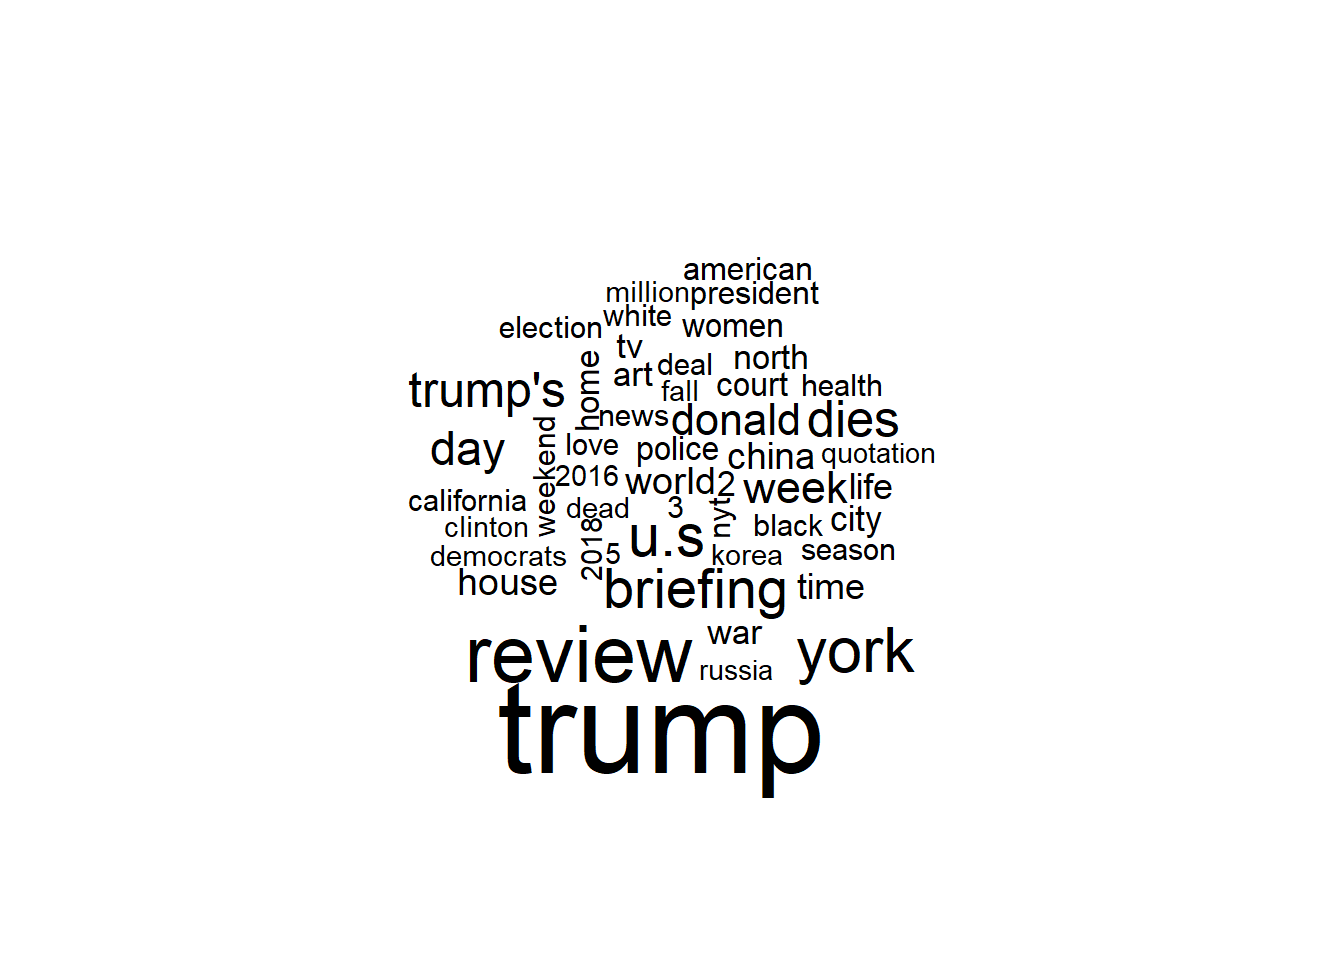 american
million
president
white
election
women
tv
north
home
deal
art
court
health
trump's
fall
news
donald
dies
day
love
police
china
quotation
weekend
2016
world
2
week
life
california
dead
3
nyt
clinton
black
city
u.s
democrats
2018
5
korea
season
house
briefing
time
review
war
york
russia
trump